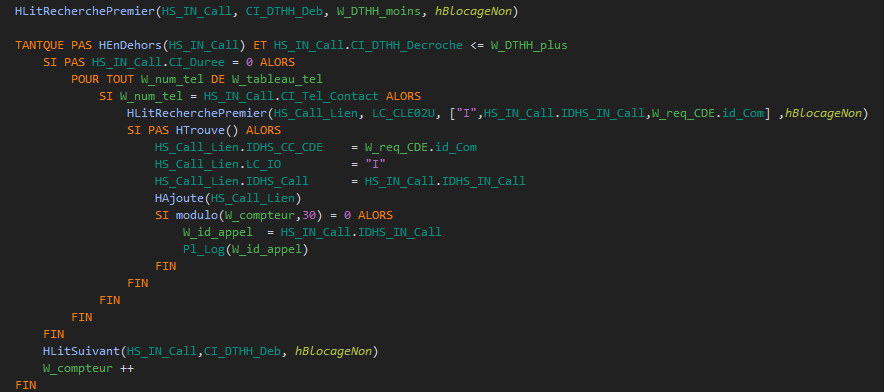 HLitRecherchePremier(HS_IN_Call, CI_DTHH_Deb, W_DTHH_moins, hBlocageNon)
TANTQUE PAS HEnDehors(HS_IN_Call) ET HS_IN_Call.CI_DTHH_Decroche <= W_DTHH_plus
SI PAS HS_IN_Call.CI_Duree = 0 ALORS
POUR TOUT W_num_tel DE W_tableau_tel
SI W_num_tel = HS_IN_Call.CI_Tel_Contact ALORS
HLitRecherchePremier(HS_Call_Lien, LC_CLE02U, ["I",HS_IN_Call.IDHS_IN_Call,W_req_CDE.id_Com] ,hBlocageNon)
SI PAS HTrouve() ALORS
HS_Call_Lien.IDHS_CC_CDE = W_req_CDE.id_Com
HS_Call_Lien.LC_IO = "I"
HS_Call_Lien.IDHS_Call = HS_IN_Call.IDHS_IN_Call
HAjoute(HS_Call_Lien)
SI modulo(W_compteur,30) = 0 ALORS
W_id_appel = HS_IN_Call.IDHS_IN_Call
Pl_Log(W_id_appel)
FIN
FIN
FIN
FIN
FIN
HLitSuivant(HS_IN_Call,CI_DTHH_Deb, hBlocageNon)
W_compteur ++
FIN